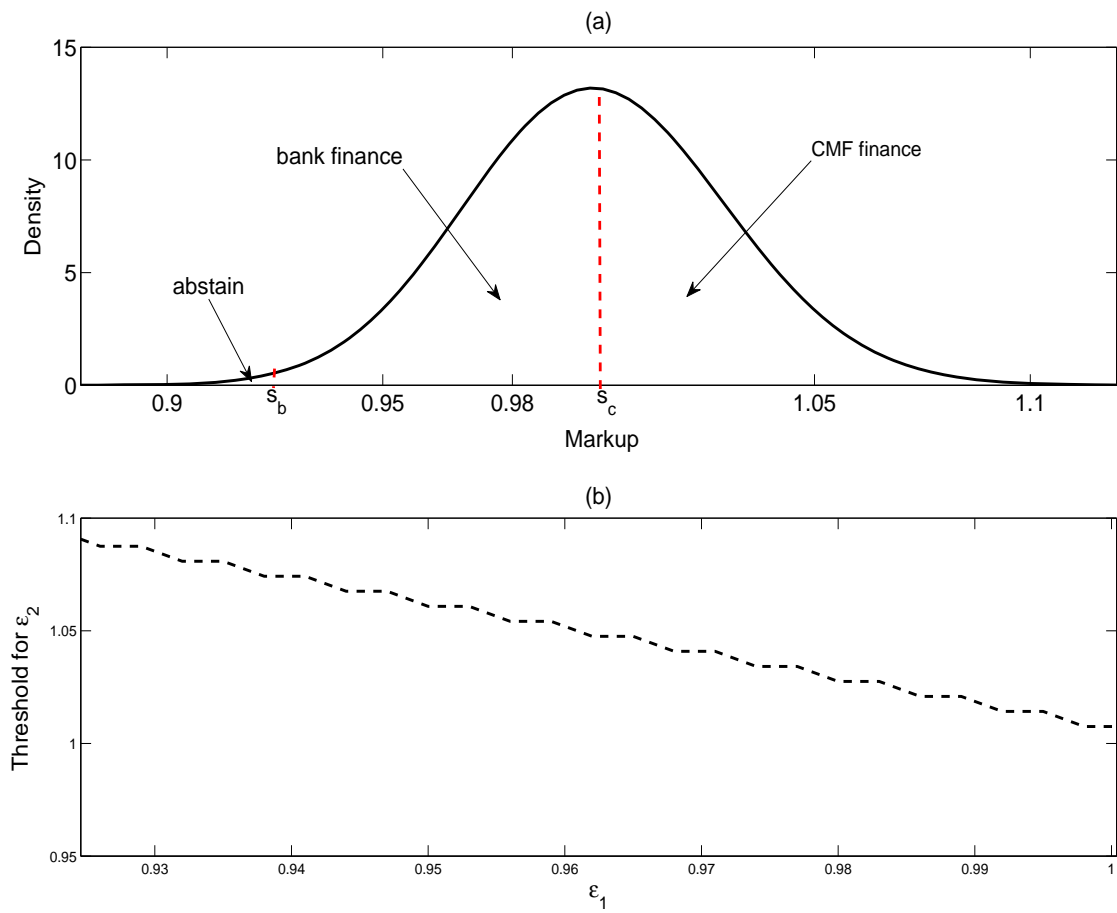 (a)
15
10
5
0
Density
bank finance
CMF finance
abstain
0.9
s_b
0.95
0.98
s_c
1.05
1.1
Markup
(b)
1.1
1.05
1
0.95
Threshold for ε_2
0.93
0.94
0.95
0.96
0.97
0.98
0.99
1
ε_1